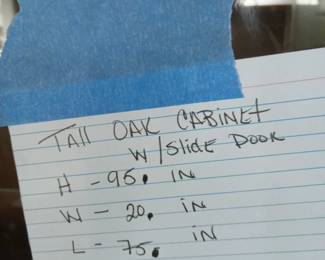 Tall OAK CABINET
W/Slide DOOR
H - 95. IN
W - 20. IN
L - 75. IN